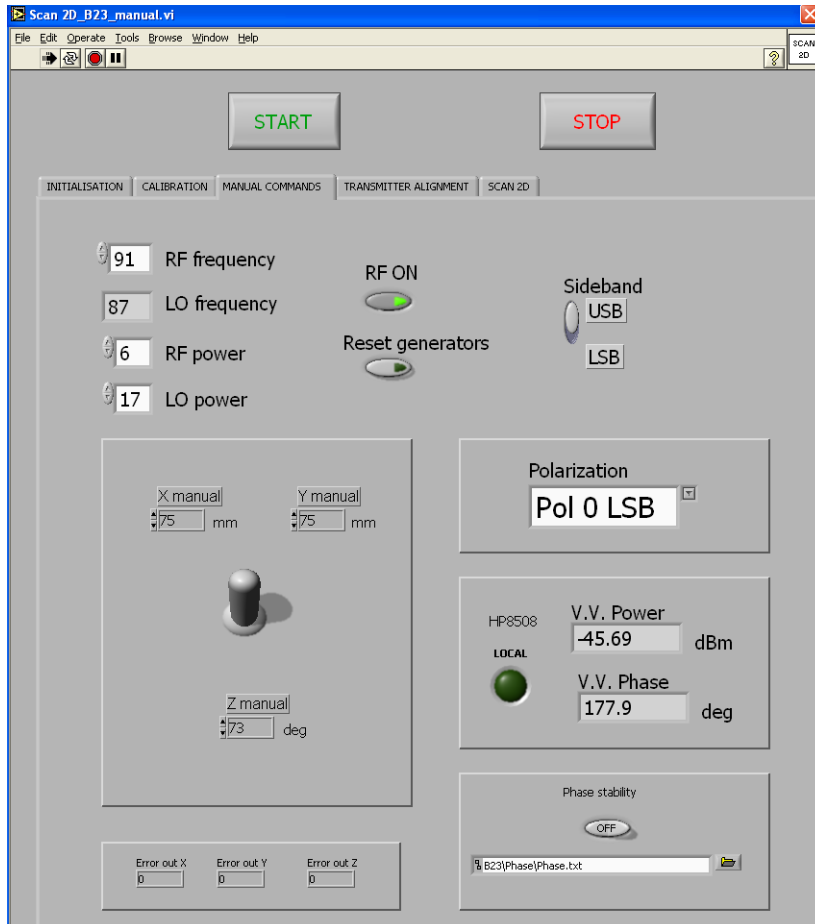 Scan 2D_B23_manual.vi
File Edit Operate Tools Browse Window Help
SCAN
2D
START STOP
INITIALISATION CALIBRATION MANUAL COMMANDS TRANSMITTER ALIGNMENT SCAN 2D
91 RF frequency
RF ON
Sideband
87 LO frequency
USB
6 RF power
Reset generators
LSB
17 LO power
X manual Y manual
75 mm 75 mm
Z manual
73 deg
Polarization
Pol 0 LSB
HP8508
LOCAL
V.V. Power
-45.69 dBm
V.V. Phase
177.9 deg
Phase stability
OFF
B23\Phase\Phase.txt
Error out X Error out Y Error out Z
0 0 0